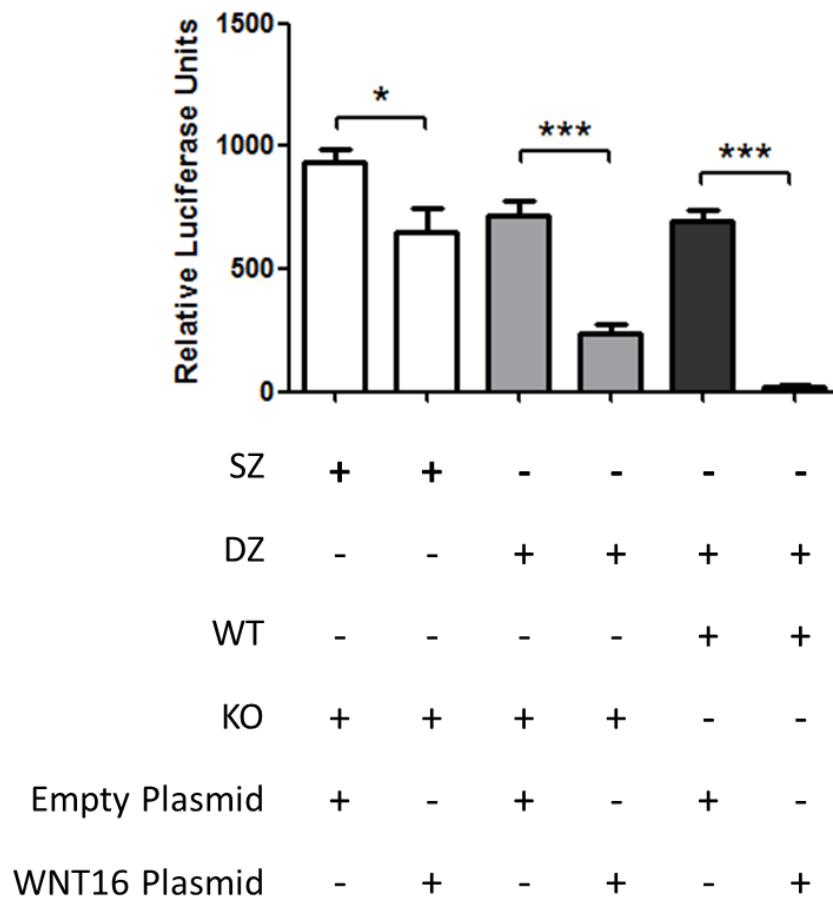 Relative Luciferase Units
1500
1000
500
0
*
***
***
SZ + + - - - -
DZ - - + + + +
WT - - - - + +
KO + + + + - -
Empty Plasmid + - + - + -
WNT16 Plasmid - + - + - +